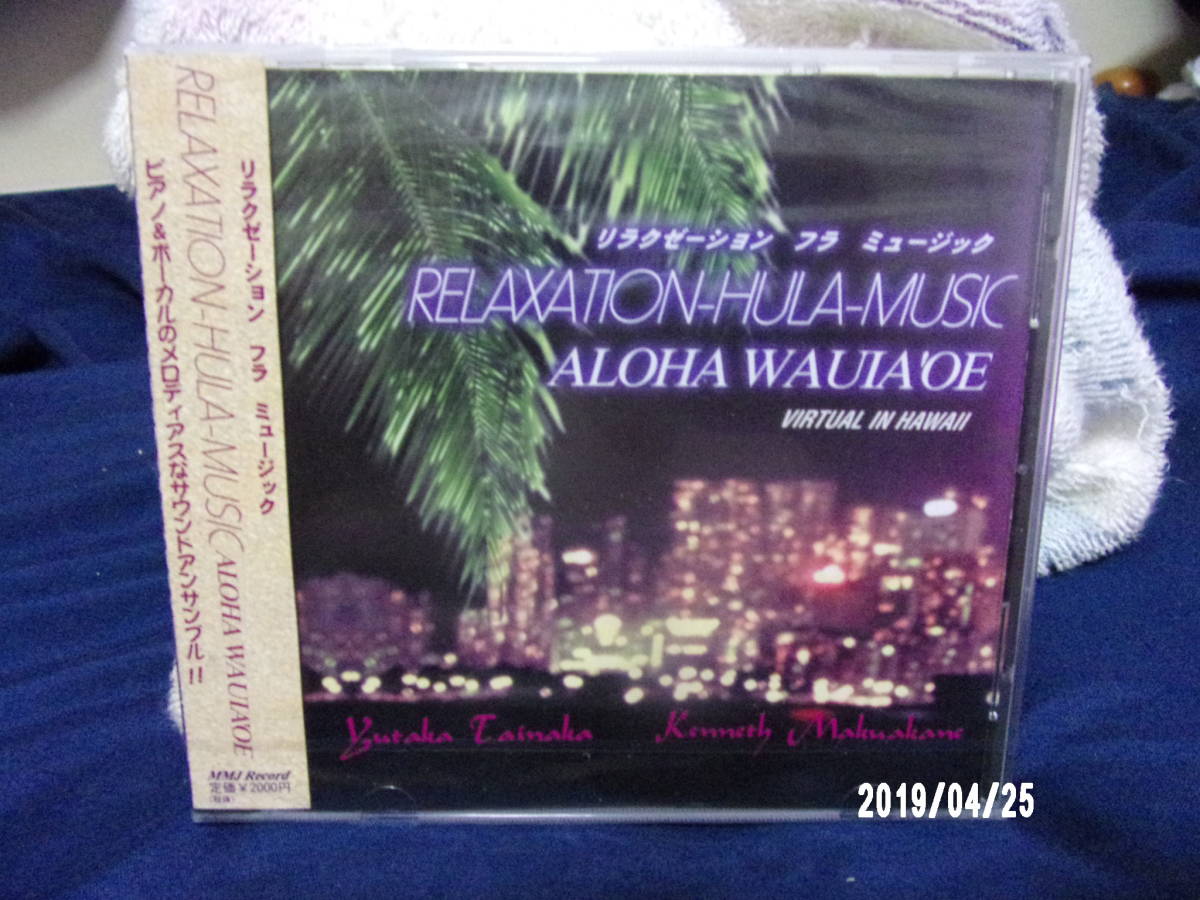 リラクゼーション フラ ミュージック
RELAXATION-HULA-MUSIC ALOHA WAUIA'OE
ピアノ&ボーカルのメロディアスなサウンドアンサンブル!!
MMJ Record
定価¥2000円
(税抜)
リラクゼーション フラ ミュージック
RELAXATION-HULA-MUSIC
ALOHA WAUIA'OE
VIRTUAL IN HAWAII
Yutaka Tainaka Kenneth Makuakane
2019/04/25